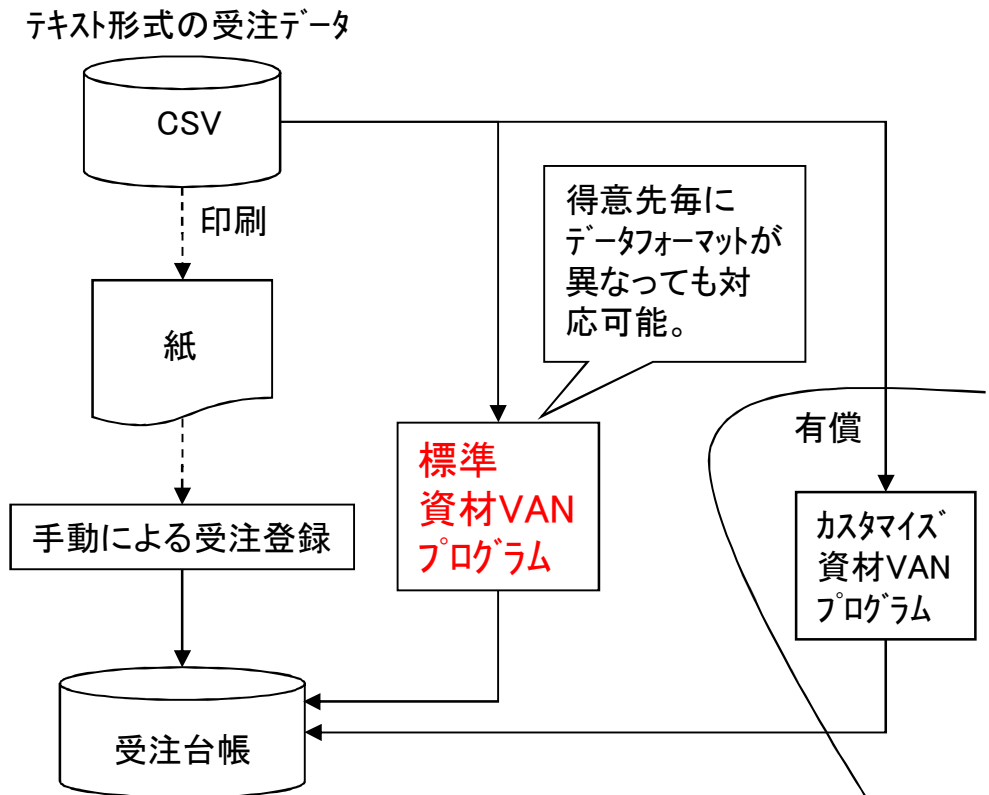 ﾃｷｽﾄ形式の受注ﾃﾞｰﾀ
CSV
印刷
得意先毎に
ﾃﾞｰﾀﾌｫｰﾏｯﾄが
異なっても対
応可能。
紙
標準
資材VAN
ﾌﾟﾛｸﾞﾗﾑ
有償
手動による受注登録
ｶｽﾀﾏｲｽﾞ
資材VAN
ﾌﾟﾛｸﾞﾗﾑ
受注台帳